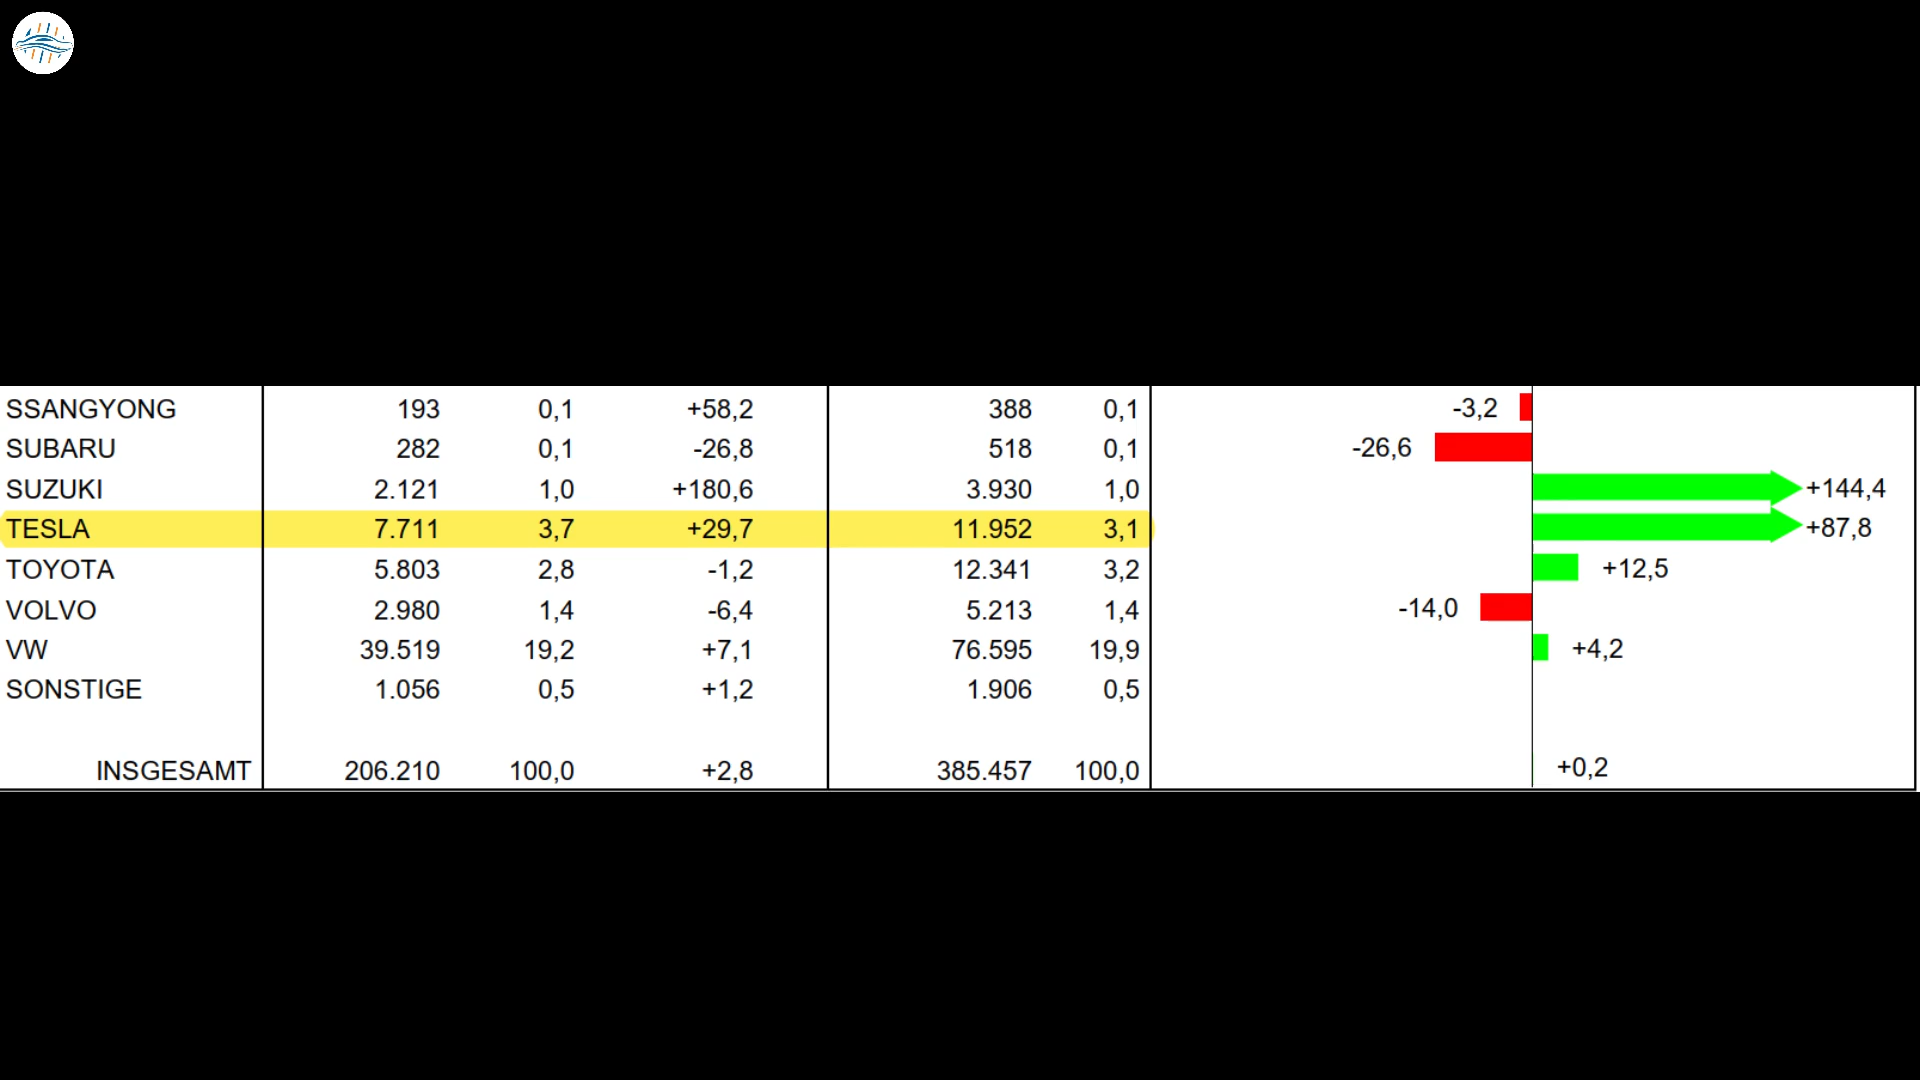 SSANGYONG 193 0,1 +58,2 388 0,1 -3,2
SUBARU 282 0,1 -26,8 518 0,1 -26,6
SUZUKI 2.121 1,0 +180,6 3.930 1,0 +144,4
TESLA 7.711 3,7 +29,7 11.952 3,1 +87,8
TOYOTA 5.803 2,8 -1,2 12.341 3,2 +12,5
VOLVO 2.980 1,4 -6,4 5.213 1,4 -14,0
VW 39.519 19,2 +7,1 76.595 19,9 +4,2
SONSTIGE 1.056 0,5 +1,2 1.906 0,5
INSGESAMT 206.210 100,0 +2,8 385.457 100,0 +0,2